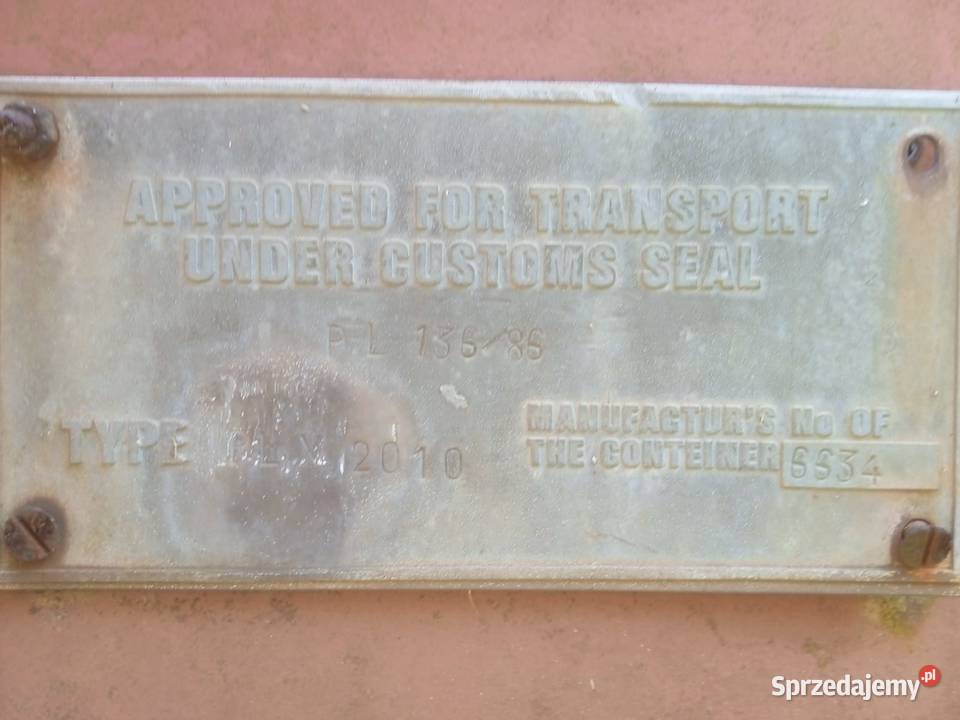 APPROVED FOR TRANSPORT
UNDER CUSTOMS SEAL
PL 136/86
TYPE 2010
MANUFACTUR'S No OF
THE CONTEINER 6634
Sprzedajemy.pl